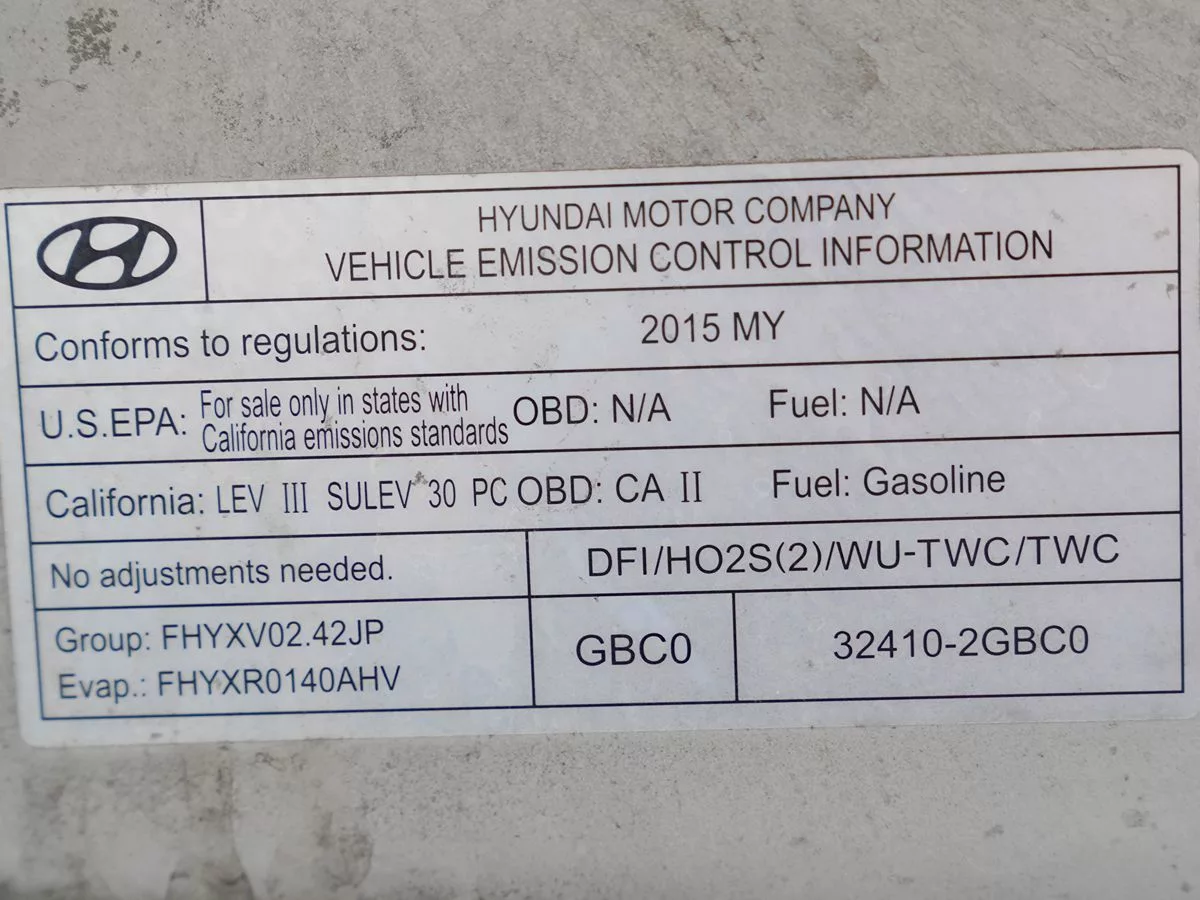 HYUNDAI MOTOR COMPANY
VEHICLE EMISSION CONTROL INFORMATION
Conforms to regulations: 2015 MY
U.S.EPA: For sale only in states with California emissions standards OBD: N/A Fuel: N/A
California: LEV III SULEV 30 PC OBD: CA II Fuel: Gasoline
No adjustments needed. DFI/HO2S(2)/WU-TWC/TWC
Group: FHYXV02.42JP
Evap.: FHYXR0140AHV
GBC0 32410-2GBC0